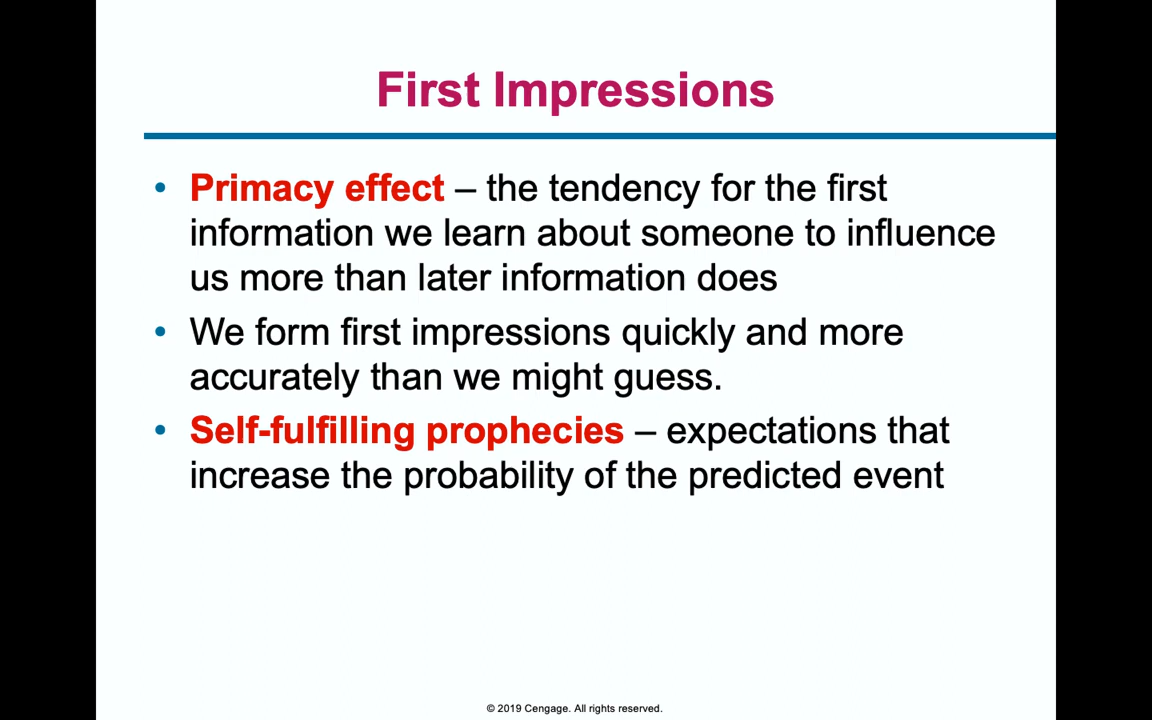 First Impressions
• Primacy effect – the tendency for the first
information we learn about someone to influence
us more than later information does
• We form first impressions quickly and more
accurately than we might guess.
• Self-fulfilling prophecies – expectations that
increase the probability of the predicted event
© 2019 Cengage. All rights reserved.